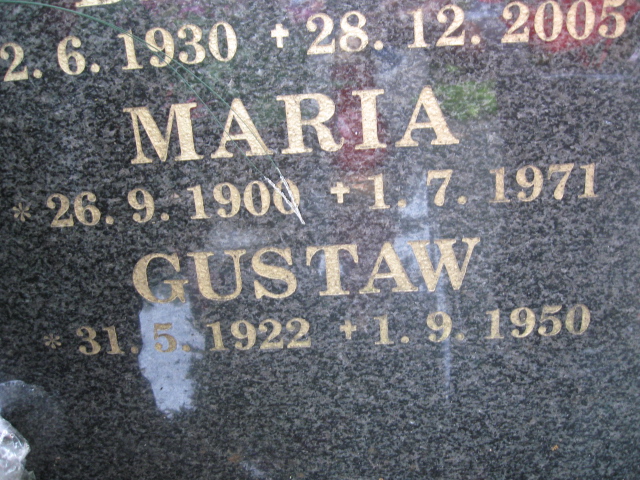 2. 6. 1930 + 28. 12. 2005
MARIA
* 26. 9. 1900 + 1. 7. 1971
GUSTAW
* 31. 5. 1922 + 1. 9. 1950